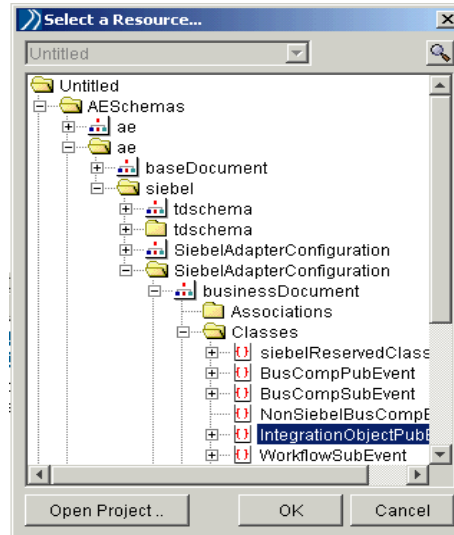 Select a Resource...
Untitled
Untitled
AESchemas
ae
ae
baseDocument
siebel
tdschema
tdschema
SiebelAdapterConfiguration
SiebelAdapterConfiguration
businessDocument
Associations
Classes
siebelReservedClass
BusCompPubEvent
BusCompSubEvent
NonSiebelBusCompE
IntegrationObjectPubE
WorkflowSubEvent
Open Project .. OK Cancel